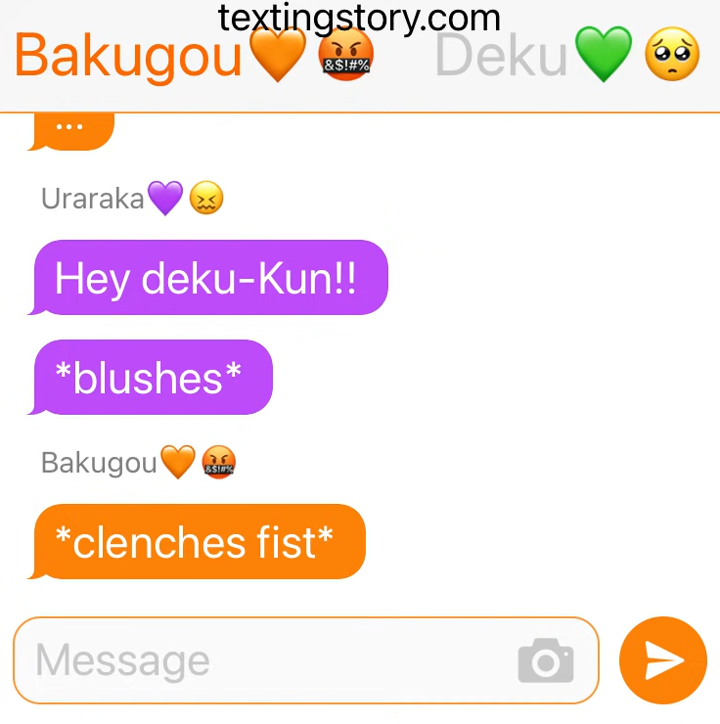 textingstory.com
Bakugou🧡🤬 Deku💚🥺
...
Uraraka💜😖
Hey deku-Kun!!
*blushes*
Bakugou🧡🤬
*clenches fist*
Message